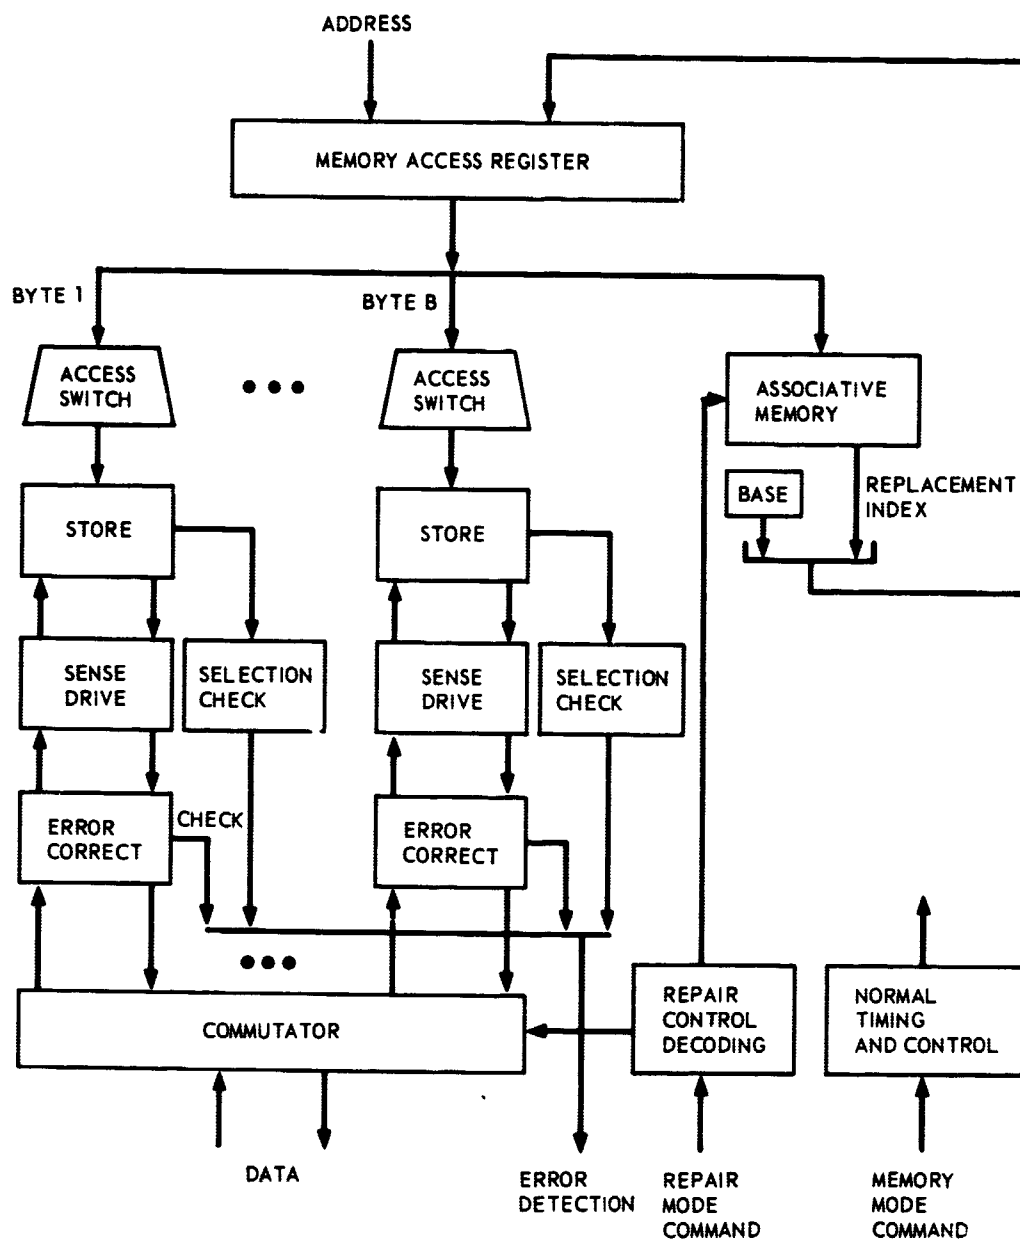 ADDRESS
MEMORY ACCESS REGISTER
BYTE 1
BYTE B
ACCESS
SWITCH
ACCESS
SWITCH
ASSOCIATIVE
MEMORY
BASE
REPLACEMENT
INDEX
STORE
STORE
SENSE
DRIVE
SELECTION
CHECK
SENSE
DRIVE
SELECTION
CHECK
ERROR
CORRECT
CHECK
ERROR
CORRECT
COMMUTATOR
REPAIR
CONTROL
DECODING
NORMAL
TIMING
AND CONTROL
DATA
ERROR
DETECTION
REPAIR
MODE
COMMAND
MEMORY
MODE
COMMAND